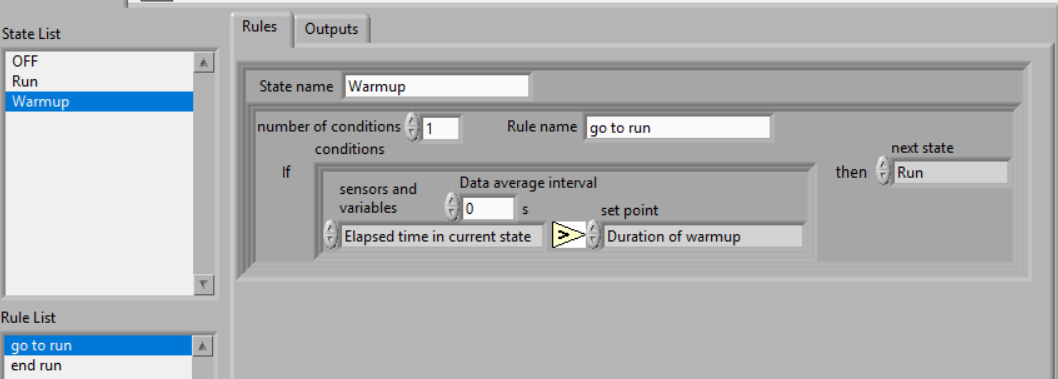 State List
OFF
Run
Warmup
Rule List
go to run
end run
Rules
Outputs
State name Warmup
number of conditions 1 Rule name go to run
conditions
If
sensors and variables
Data average interval
0 s
Elapsed time in current state
>
set point
Duration of warmup
then
next state
Run